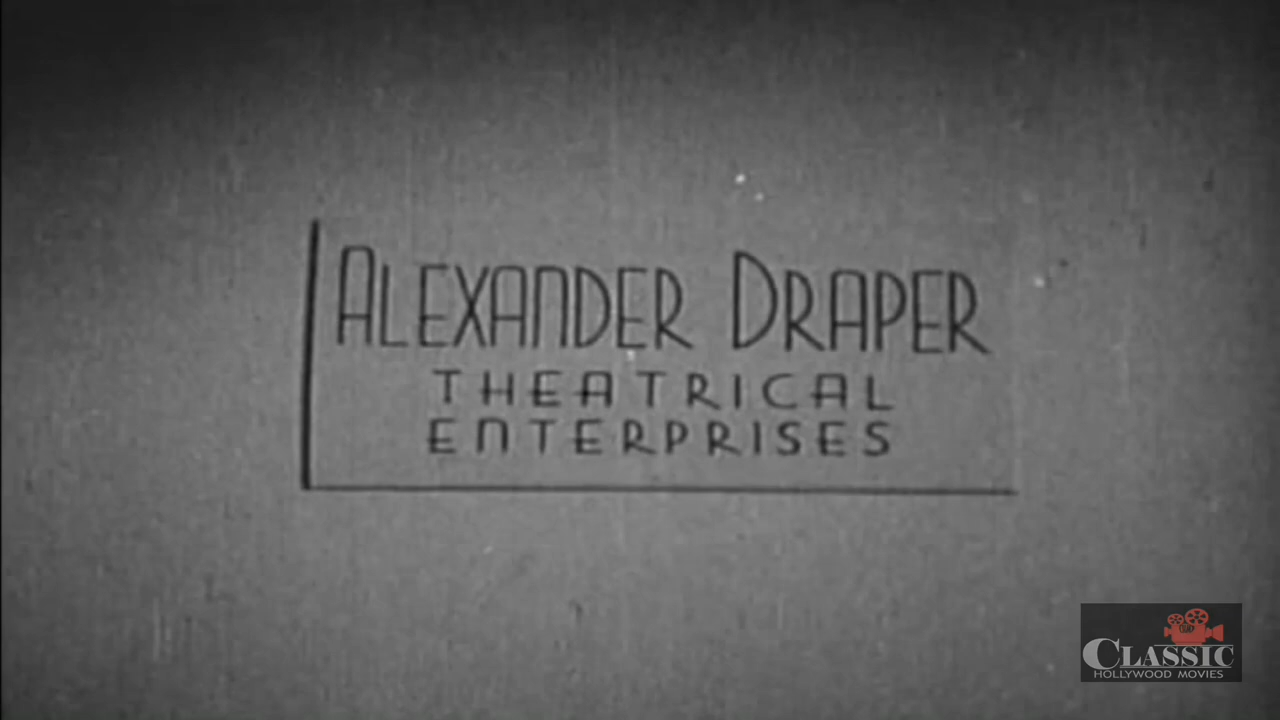 ALEXANDER DRAPER
THEATRICAL
ENTERPRISES
CLASSIC
HOLLYWOOD MOVIES